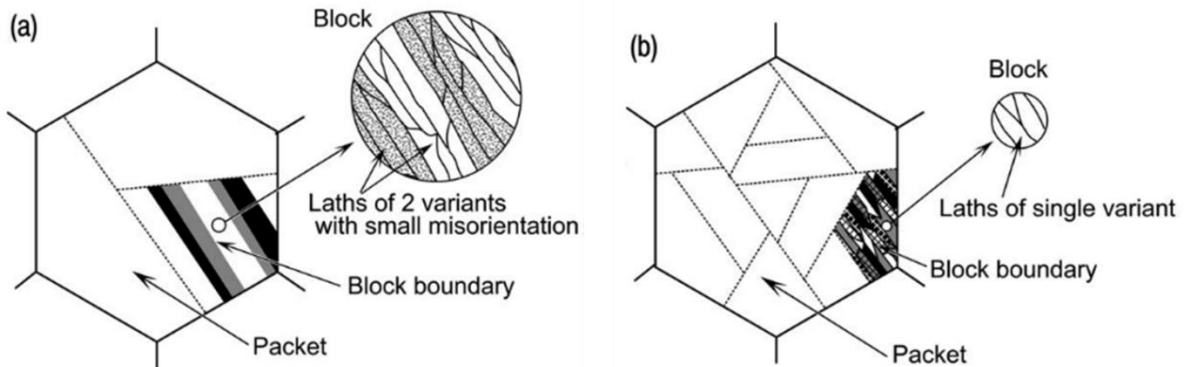 (a)
Block
Laths of 2 variants
with small misorientation
Block boundary
Packet
(b)
Block
Laths of single variant
Block boundary
Packet